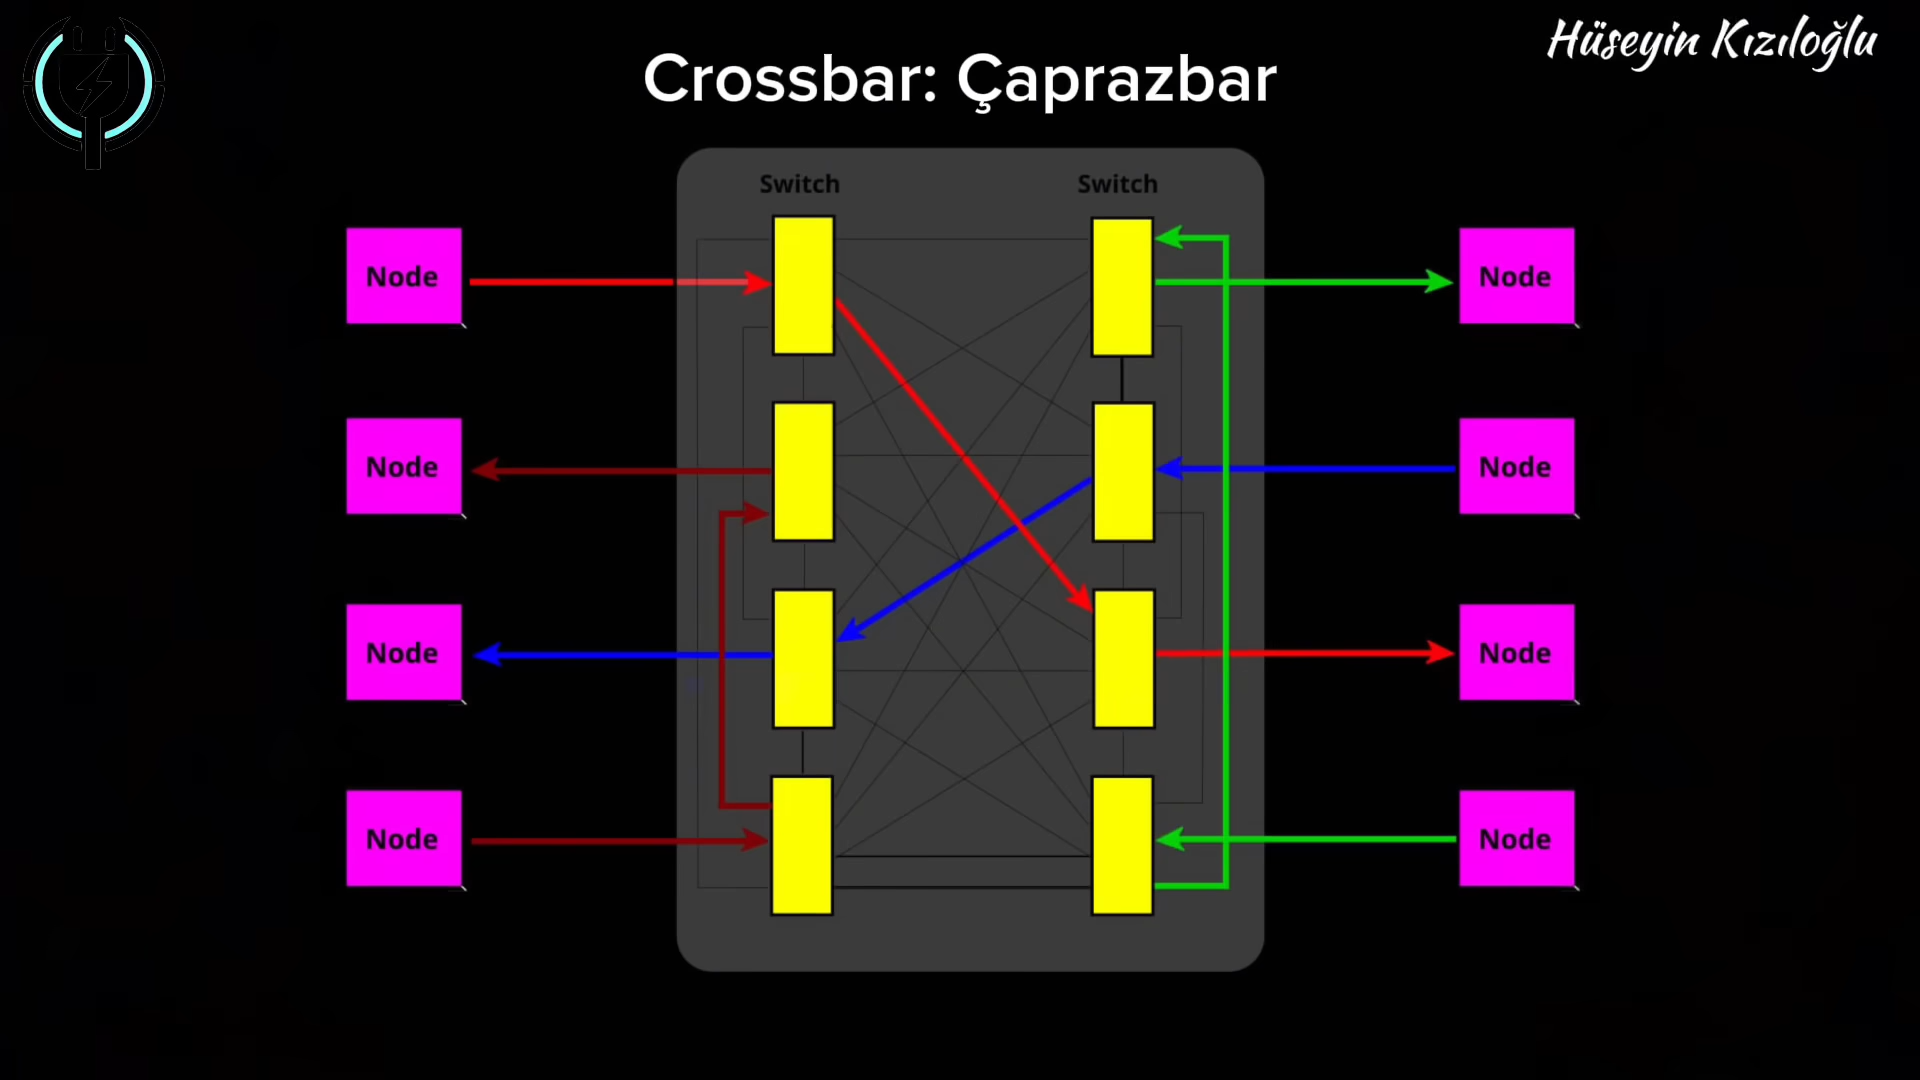 Hüseyin Kızıloğlu
Crossbar: Çaprazbar
Switch Switch
Node Node
Node Node
Node Node
Node Node